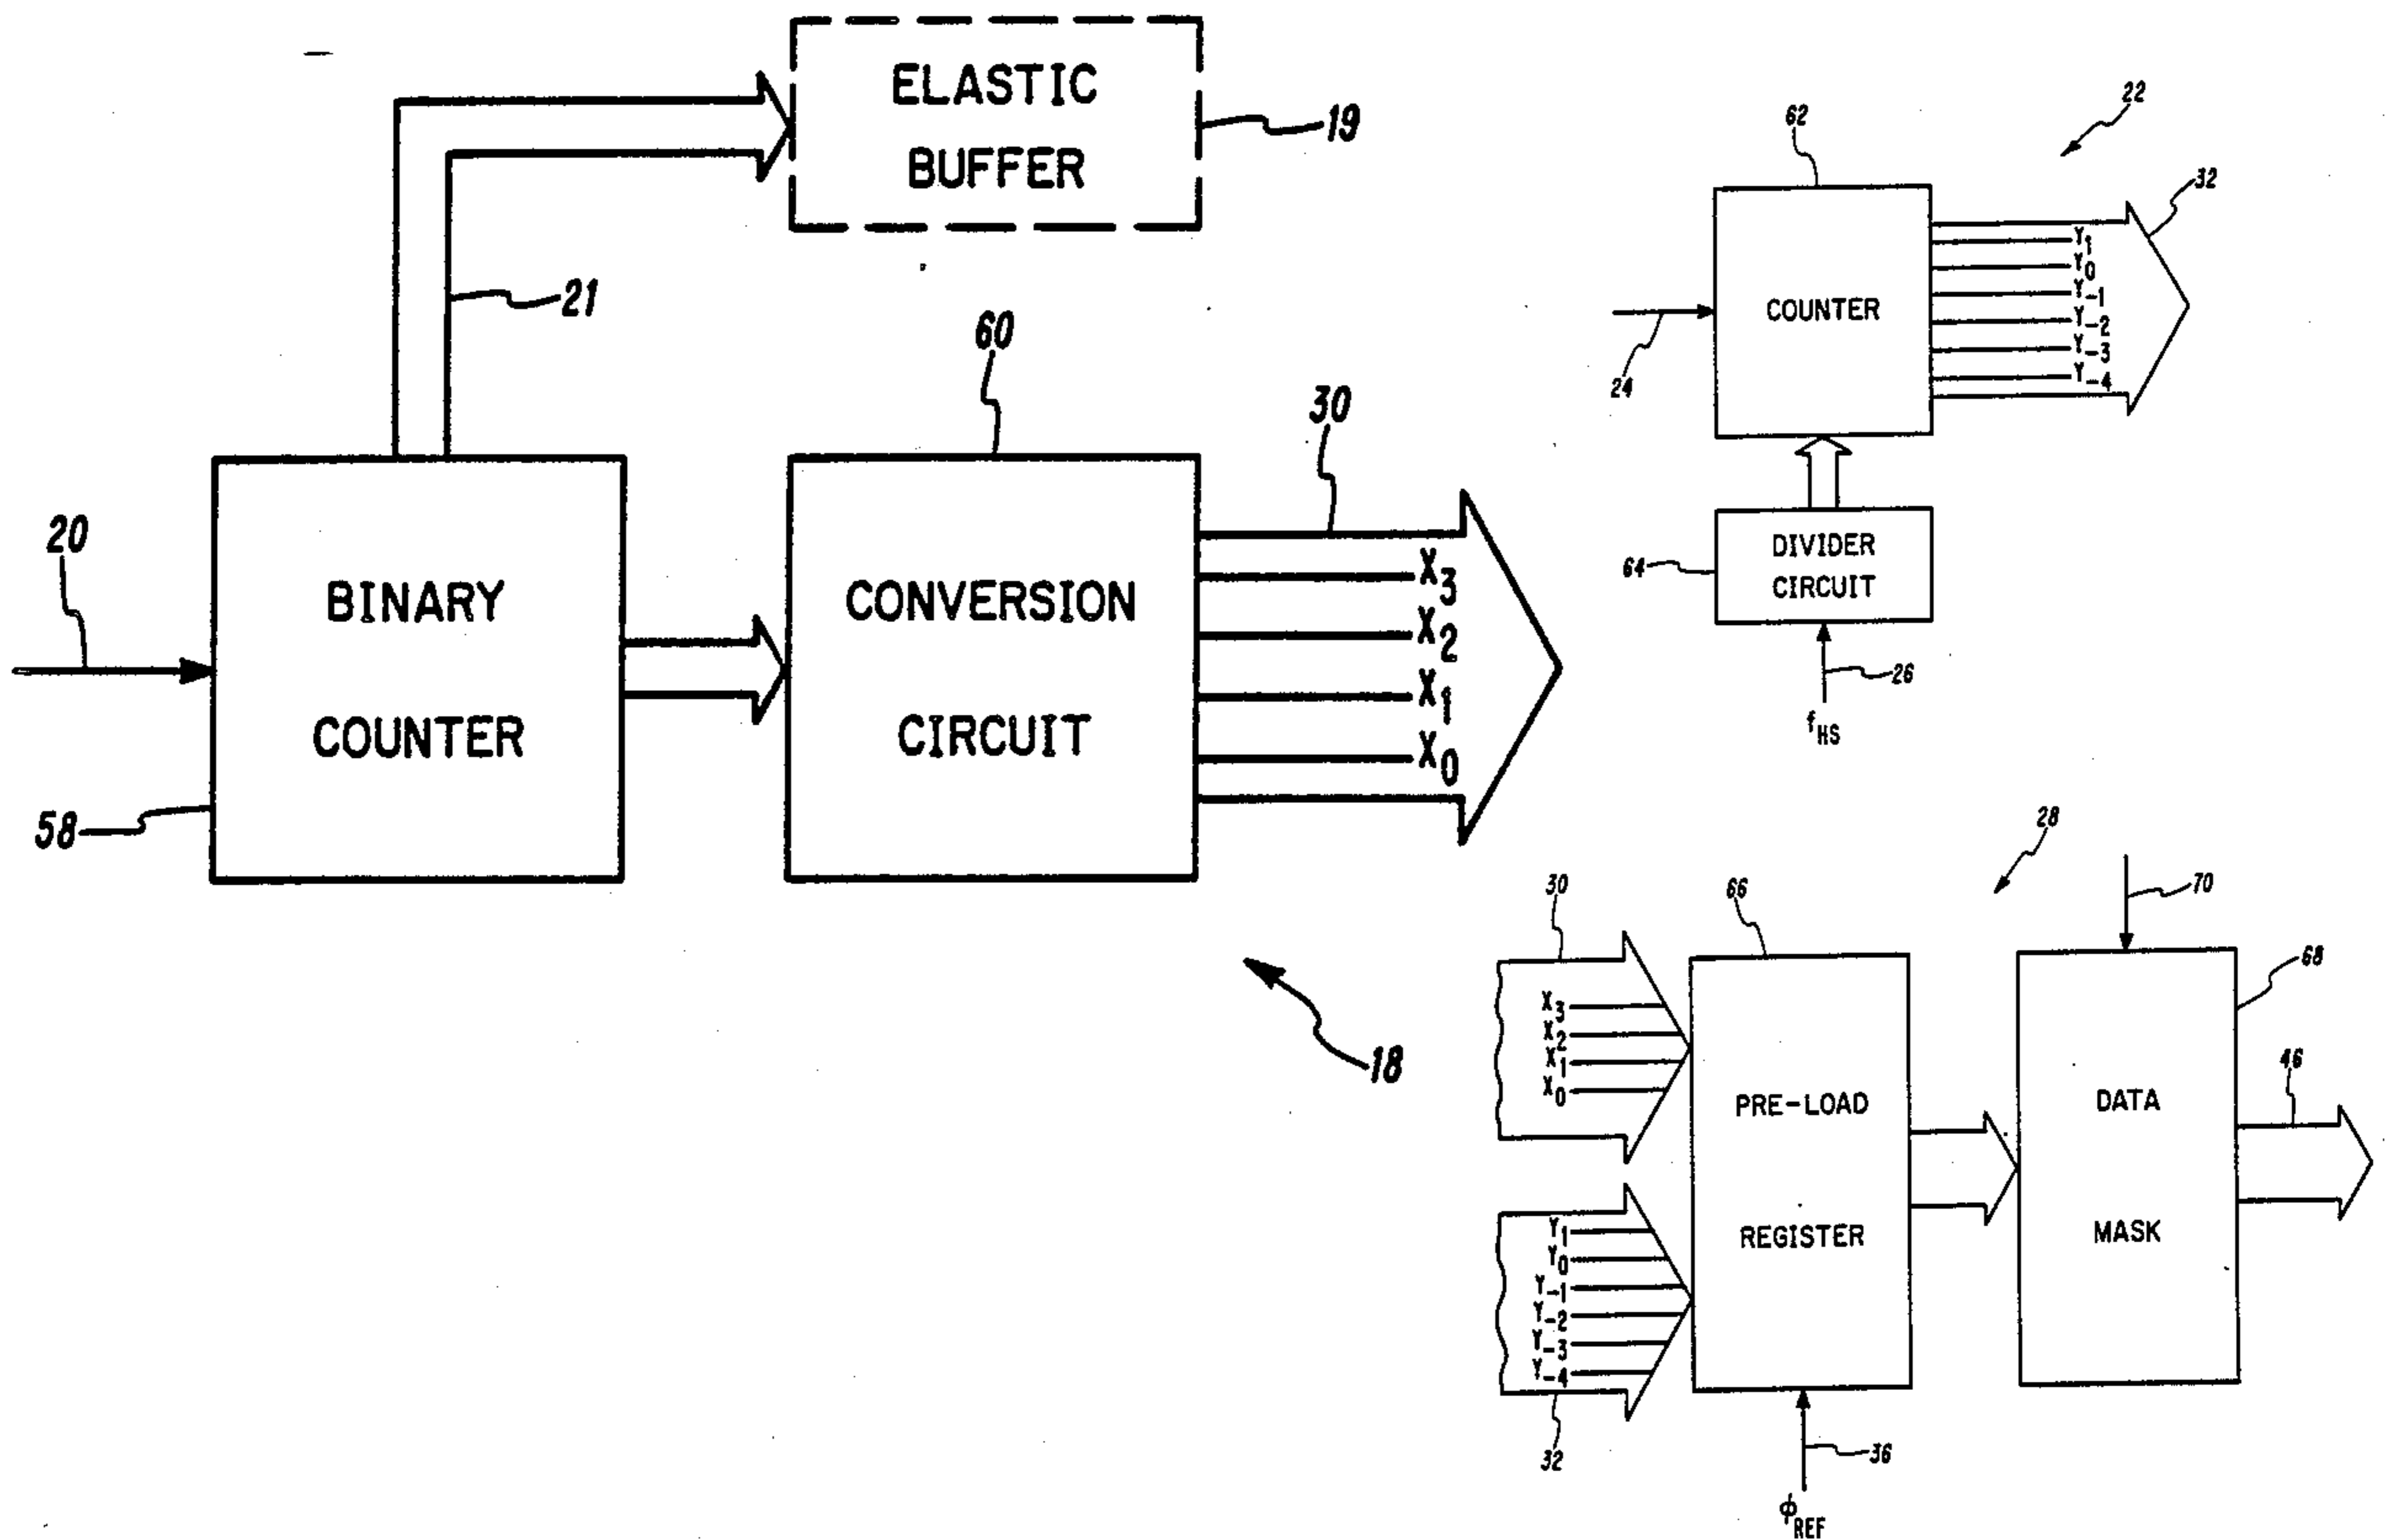 ELASTIC
BUFFER
19
21
20
BINARY
COUNTER
58
60
CONVERSION
CIRCUIT
30
X3
X2
X1
X0
18
22
62
COUNTER
24
32
Y1
Y0
Y-1
Y-2
Y-3
Y-4
DIVIDER
CIRCUIT
64
26
fHS
28
30
X3
X2
X1
X0
66
PRE-LOAD
REGISTER
70
68
DATA
MASK
46
Y1
Y0
Y-1
Y-2
Y-3
Y-4
32
36
ϕREF